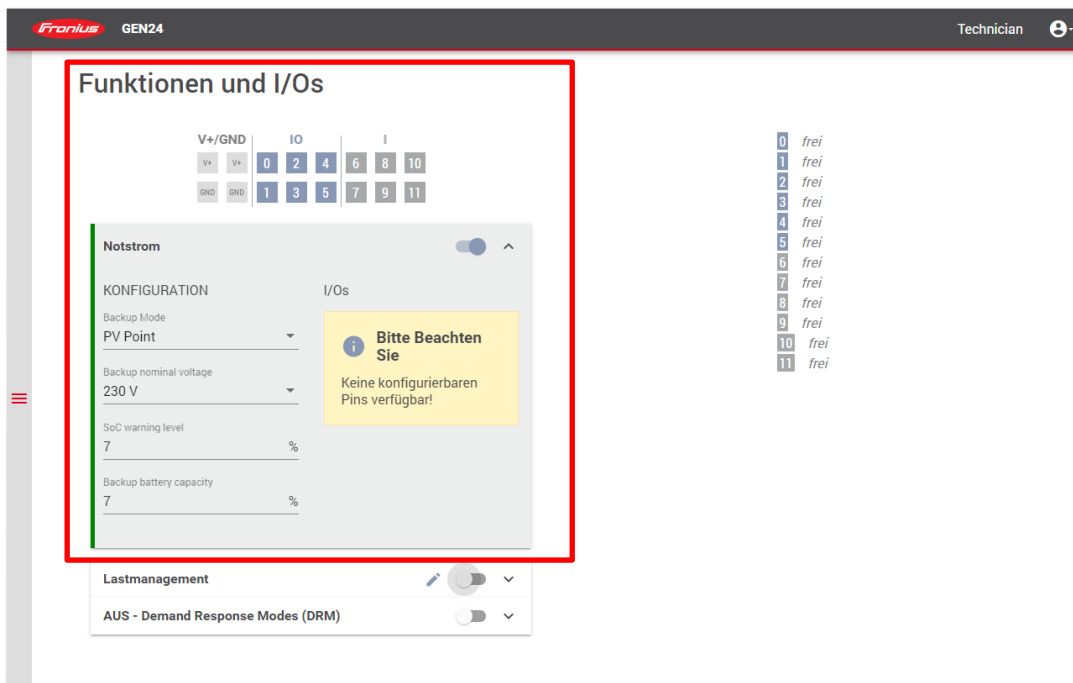 Fronius GEN24 Technician
Funktionen und I/Os
V+/GND IO I
V+ V+ 0 2 4 6 8 10
GND GND 1 3 5 7 9 11
Notstrom
KONFIGURATION
Backup Mode
PV Point
Backup nominal voltage
230 V
SoC warning level
7 %
Backup battery capacity
7 %
I/Os
Bitte Beachten
Sie
Keine konfigurierbaren
Pins verfügbar!
Lastmanagement
AUS - Demand Response Modes (DRM)
0 frei
1 frei
2 frei
3 frei
4 frei
5 frei
6 frei
7 frei
8 frei
9 frei
10 frei
11 frei